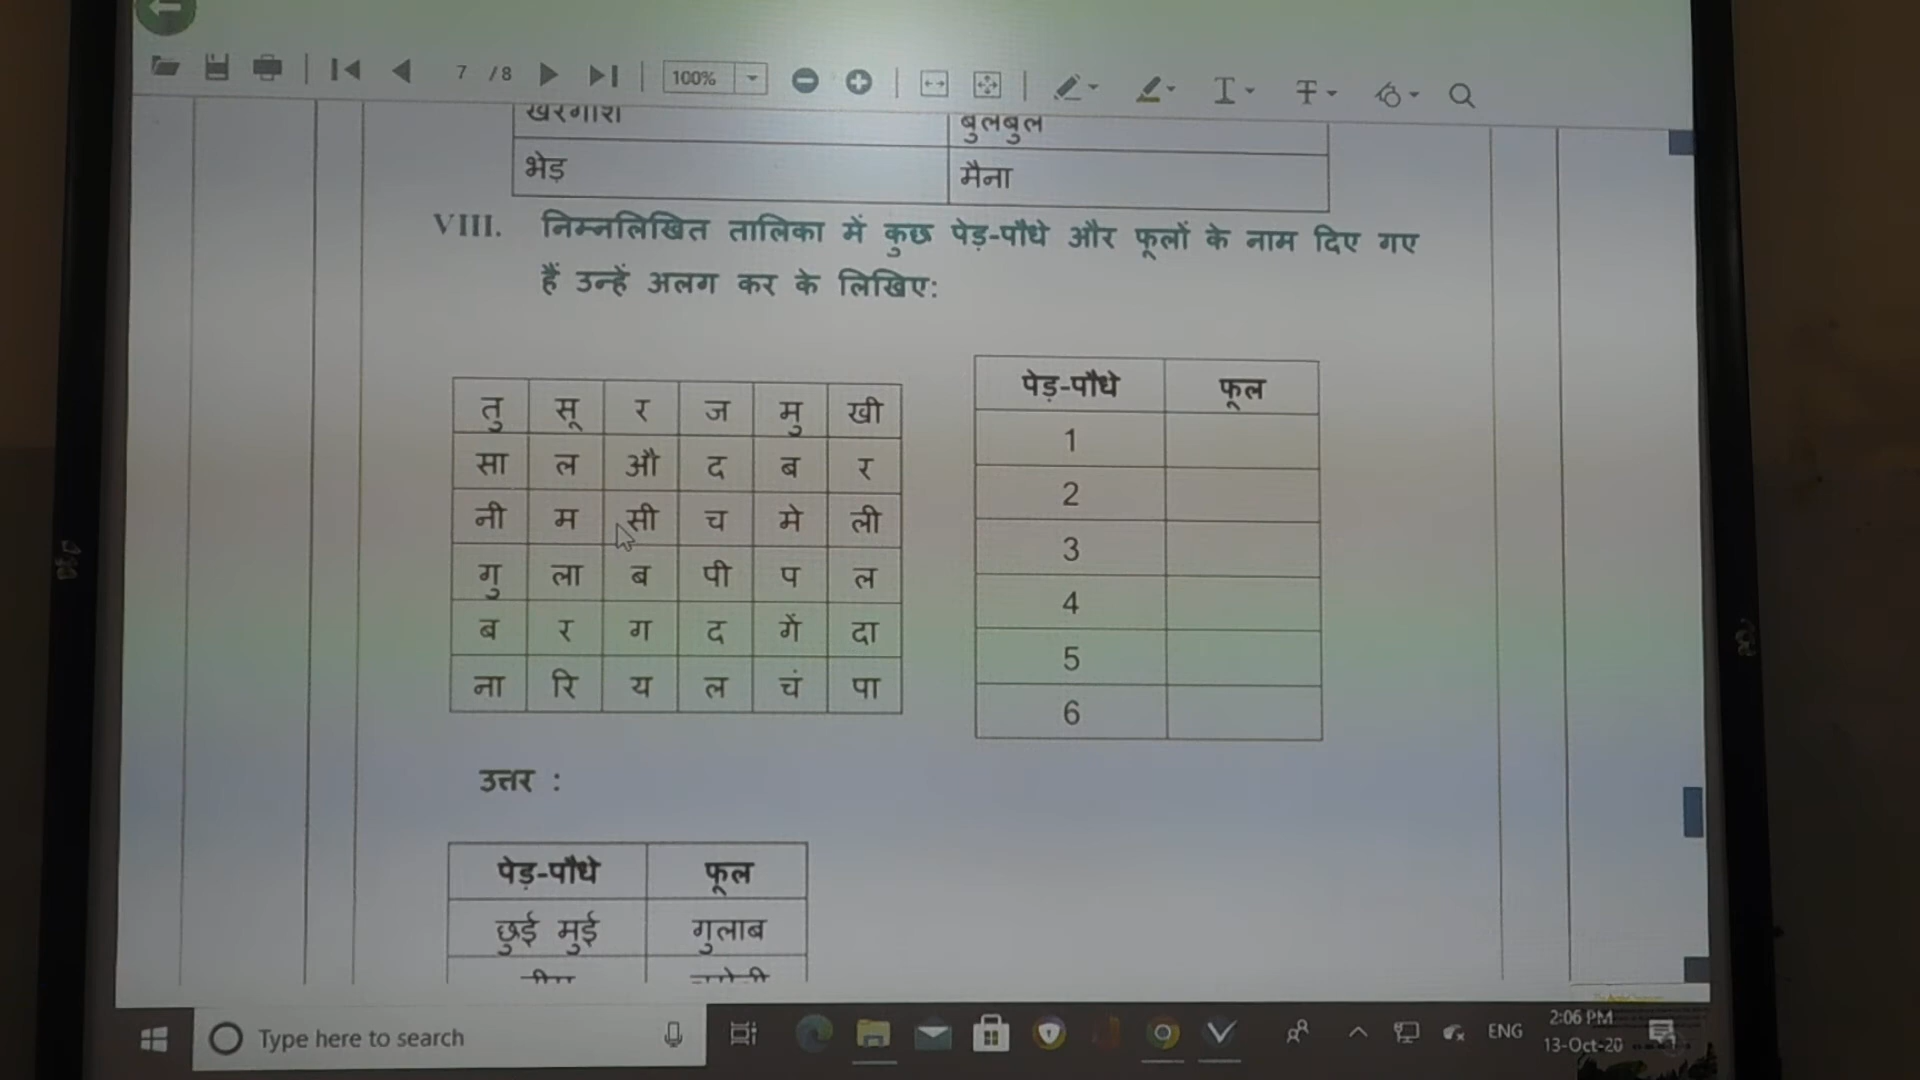 7 /8
100%
खरगोश बुलबुल
भेड़ मैना
VIII. निम्नलिखित तालिका में कुछ पेड़-पौधे और फूलों के नाम दिए गए
हैं उन्हें अलग कर के लिखिए:
तु सू र ज मु खी
सा ल औ द ब र
नी म सी च मे ली
गु ला ब पी प ल
ब र ग द गें दा
ना रि य ल चं पा
पेड़-पौधे फूल
1
2
3
4
5
6
उत्तर :
पेड़-पौधे फूल
छुई मुई गुलाब
Type here to search
ENG
2:06 PM
13-Oct-20